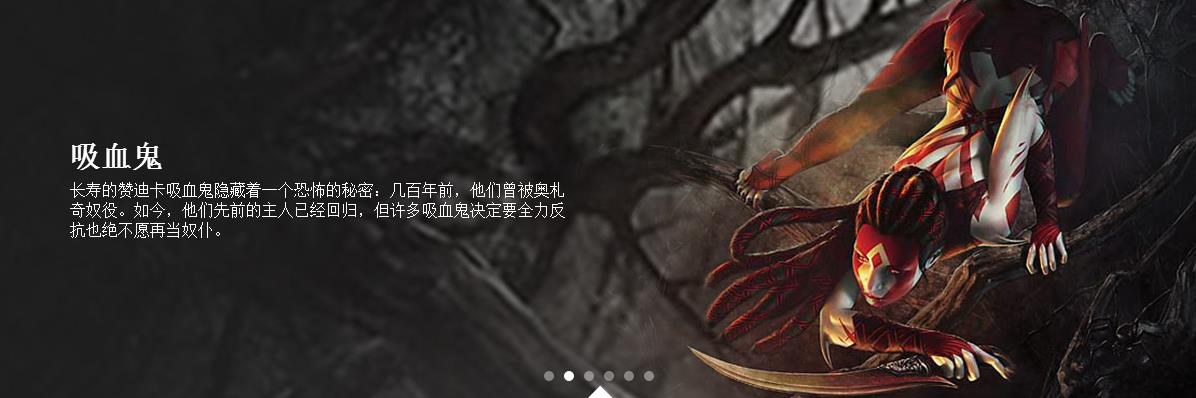 吸血鬼
长寿的赞迪卡吸血鬼隐藏着一个恐怖的秘密：几百年前，他们曾被奥札
奇奴役。如今，他们先前的主人已经回归，但许多吸血鬼决定要全力反
抗也绝不愿再当奴仆。